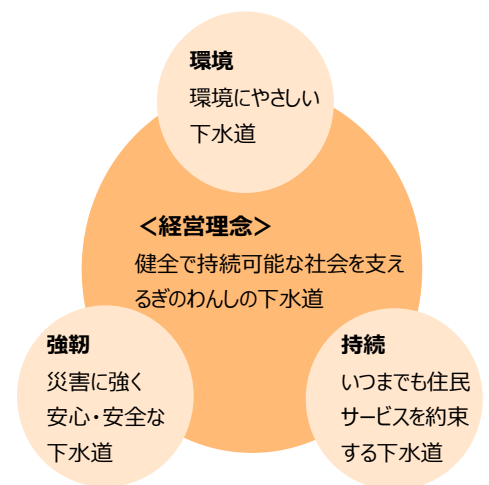 環境
環境にやさしい
下水道
＜経営理念＞
健全で持続可能な社会を支え
るぎのわんしの下水道
強靭
災害に強く
安心・安全な
下水道
持続
いつまでも住民
サービスを約束
する下水道